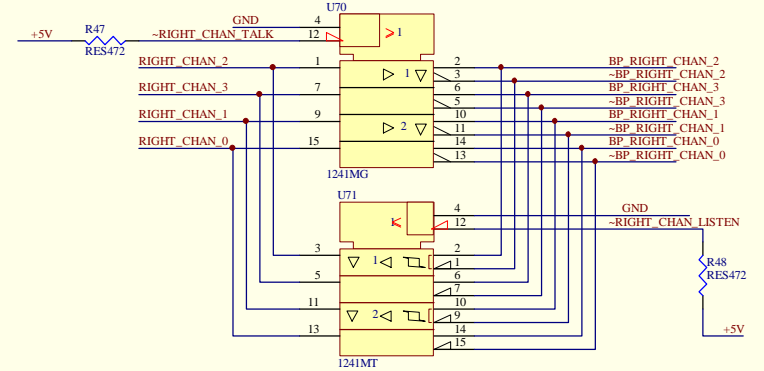 U70
GND 4
+5V R47 RES472 ~RIGHT_CHAN_TALK 12 ≥1
RIGHT_CHAN_2 1 1 2 BP_RIGHT_CHAN_2
3 ~BP_RIGHT_CHAN_2
RIGHT_CHAN_3 7 6 BP_RIGHT_CHAN_3
5 ~BP_RIGHT_CHAN_3
RIGHT_CHAN_1 9 2 10 BP_RIGHT_CHAN_1
11 ~BP_RIGHT_CHAN_1
RIGHT_CHAN_0 15 14 BP_RIGHT_CHAN_0
13 ~BP_RIGHT_CHAN_0
1241MG
U71
4 GND
12 ~RIGHT_CHAN_LISTEN
3 1 2
1
R48
RES472
5 6
7
11 2 10
9
13 14
15
+5V
1241MT